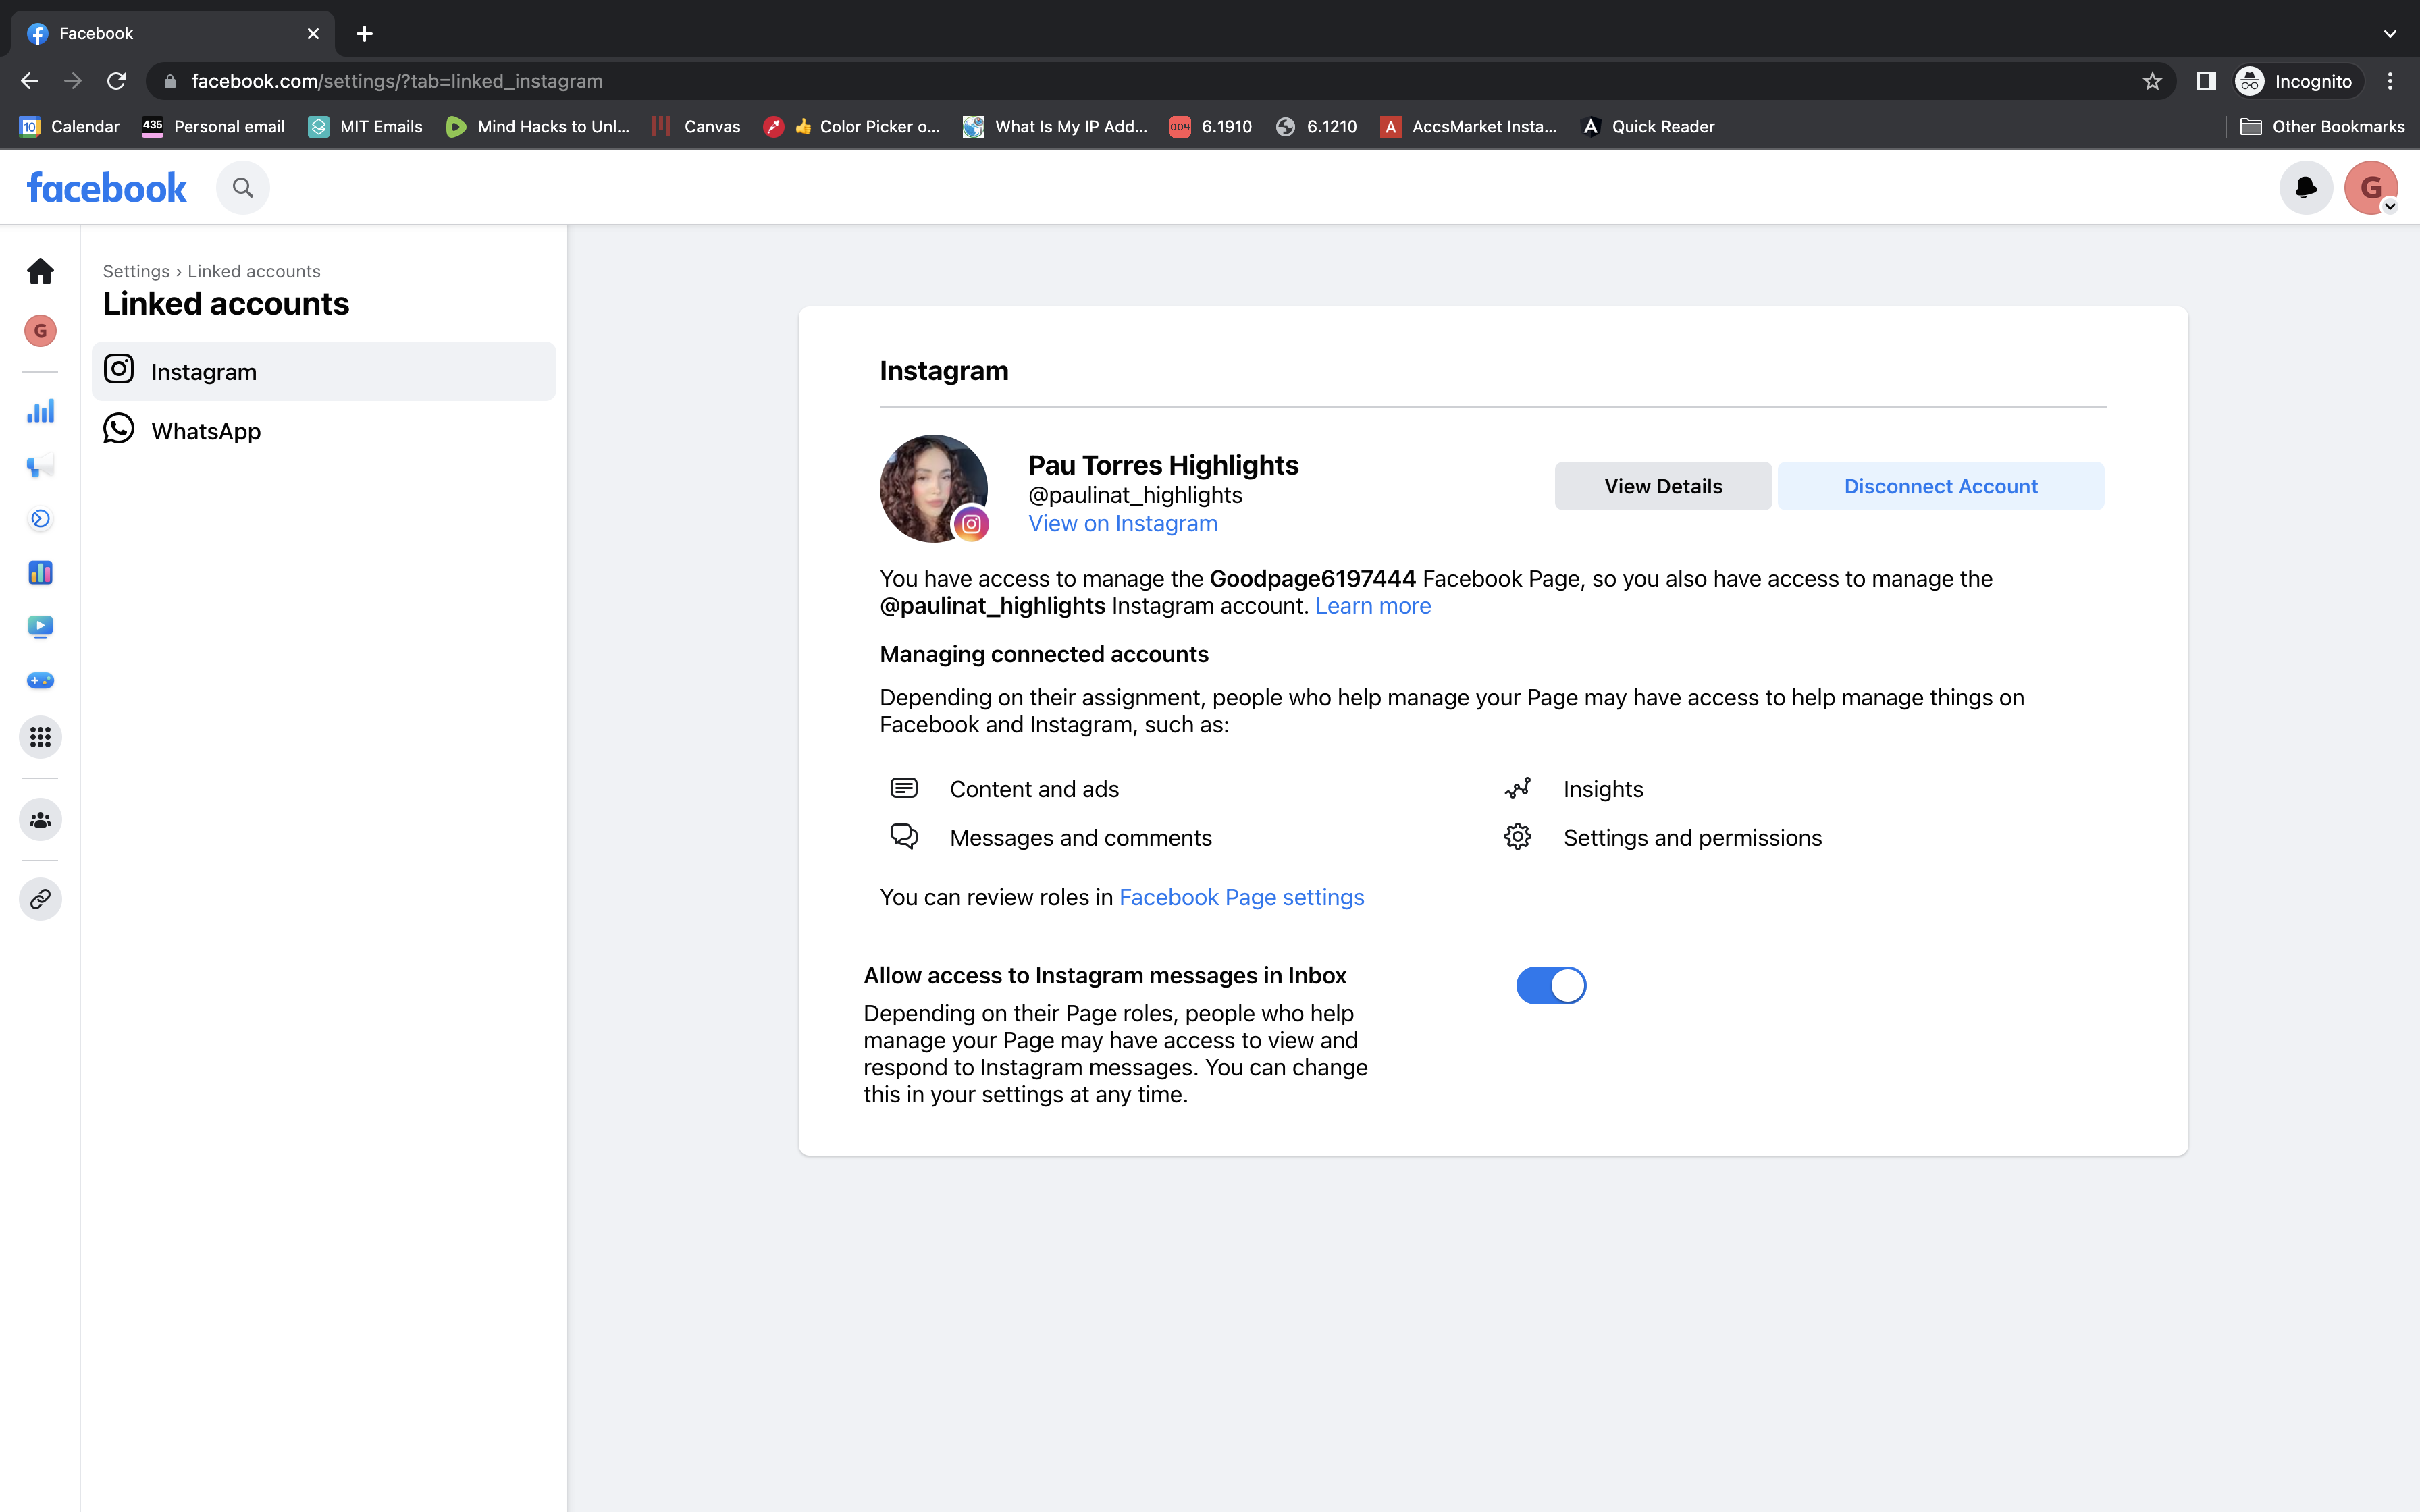 Facebook
facebook.com/settings/?tab=linked_instagram
Incognito
10 Calendar
435 Personal email
MIT Emails
Mind Hacks to Unl...
Canvas
👍 Color Picker o...
What Is My IP Add...
004 6.1910
6.1210
A AccsMarket Insta...
Quick Reader
Other Bookmarks
facebook
G
G
Settings › Linked accounts
Linked accounts
Instagram
WhatsApp
Instagram
Pau Torres Highlights
@paulinat_highlights
View on Instagram
View Details
Disconnect Account
You have access to manage the Goodpage6197444 Facebook Page, so you also have access to manage the
@paulinat_highlights Instagram account. Learn more
Managing connected accounts
Depending on their assignment, people who help manage your Page may have access to help manage things on
Facebook and Instagram, such as:
Content and ads
Insights
Messages and comments
Settings and permissions
You can review roles in Facebook Page settings
Allow access to Instagram messages in Inbox
Depending on their Page roles, people who help
manage your Page may have access to view and
respond to Instagram messages. You can change
this in your settings at any time.